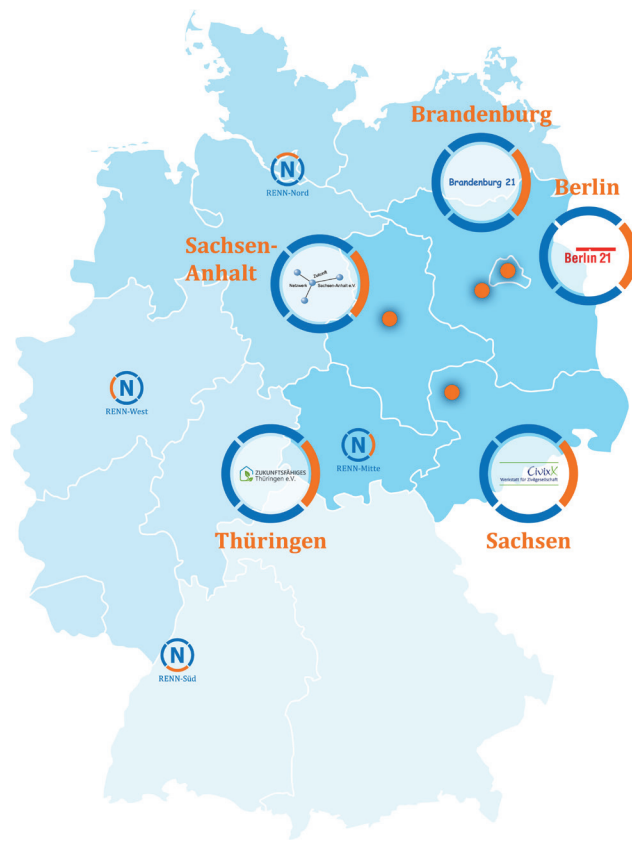 Brandenburg
Brandenburg 21
Berlin
Berlin 21
N
RENN-Nord
Sachsen-
Anhalt
Zukunft
Netzwerk
Sachsen-Anhalt e.V
N
RENN-West
N
RENN-Mitte
ZUKUNFTSFÄHIGES
Thüringen e.V.
Thüringen
CivixX
Werkstatt für Zivilgesellschaft
Sachsen
N
RENN-Süd